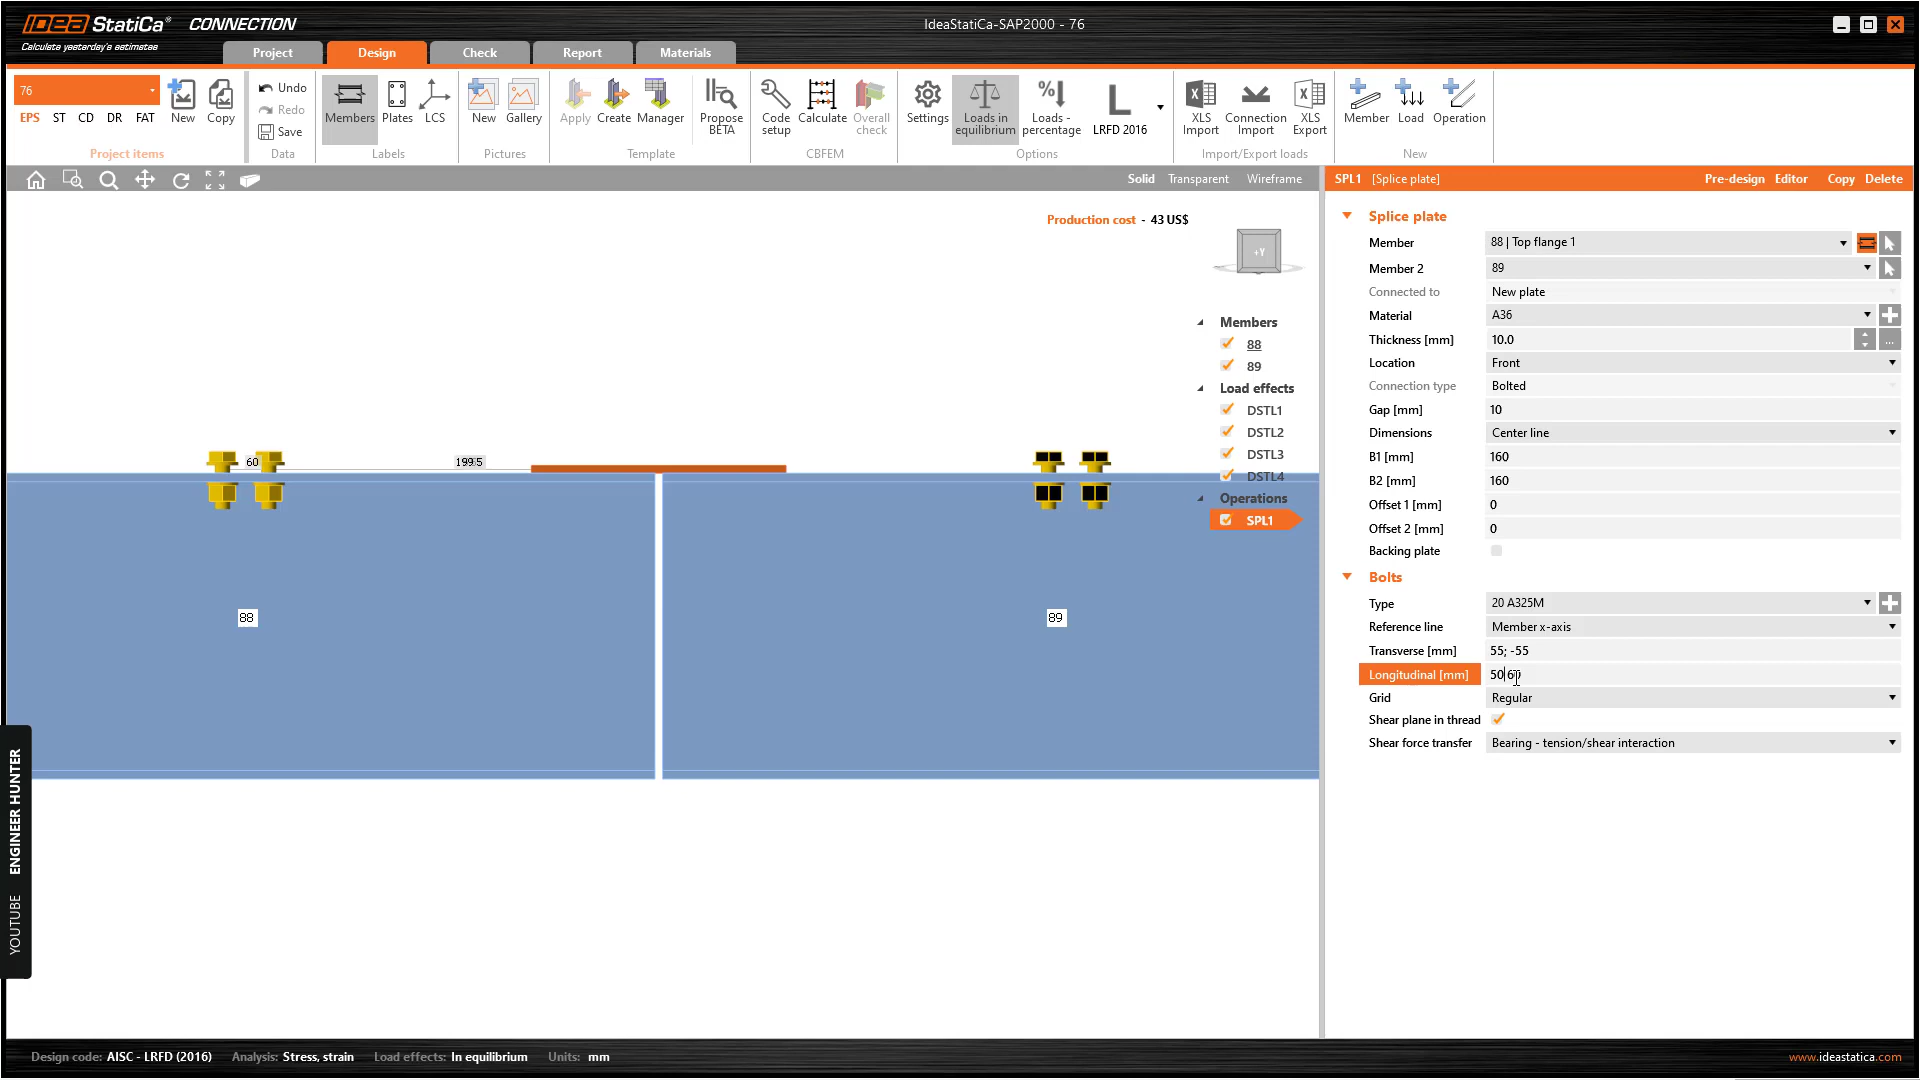 IDEA StatiCa® CONNECTION
Calculate yesterday's estimates
IdeaStatiCa-SAP2000 - 76
Project
Design
Check
Report
Materials
76
EPS ST CD DR FAT
New
Copy
Project items
Undo
Redo
Save
Data
Members
Plates
LCS
Labels
New
Gallery
Pictures
Apply
Create
Manager
Propose
BETA
Template
Code
setup
Calculate
Overall
check
CBFEM
Settings
Loads in
equilibrium
Loads -
percentage
LRFD 2016
Options
XLS
Import
Connection
Import
XLS
Export
Import/Export loads
Member
Load
Operation
New
Solid Transparent Wireframe
Production cost - 43 US$
+Y
Members
88
89
Load effects
DSTL1
DSTL2
DSTL3
DSTL4
Operations
SPL1
60
199.5
88
89
SPL1 [Splice plate]
Pre-design Editor Copy Delete
Splice plate
Member 88 | Top flange 1
Member 2 89
Connected to New plate
Material A36
Thickness [mm] 10.0
...
Location Front
Connection type Bolted
Gap [mm] 10
Dimensions Center line
B1 [mm] 160
B2 [mm] 160
Offset 1 [mm] 0
Offset 2 [mm] 0
Backing plate
Bolts
Type 20 A325M
Reference line Member x-axis
Transverse [mm] 55; -55
Longitudinal [mm] 50 60
Grid Regular
Shear plane in thread
Shear force transfer Bearing - tension/shear interaction
YOUTUBE ENGINEER HUNTER
Design code: AISC - LRFD (2016) Analysis: Stress, strain Load effects: In equilibrium Units: mm
www.ideastatica.com